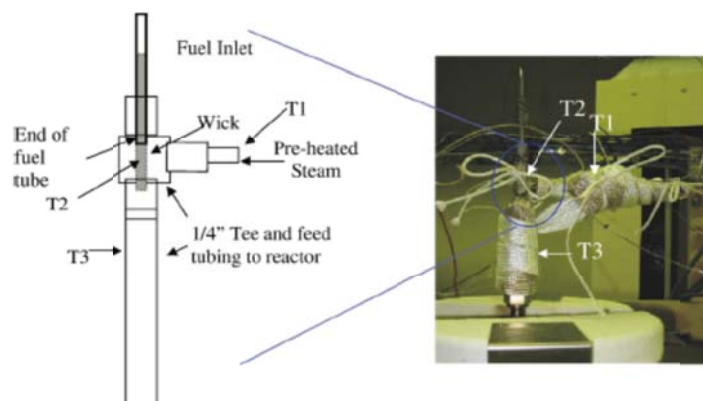 Fuel Inlet
Wick
T1
End of
fuel
tube
Pre-heated
Steam
T2
1/4” Tee and feed
tubing to reactor
T3
T2
T1
T3